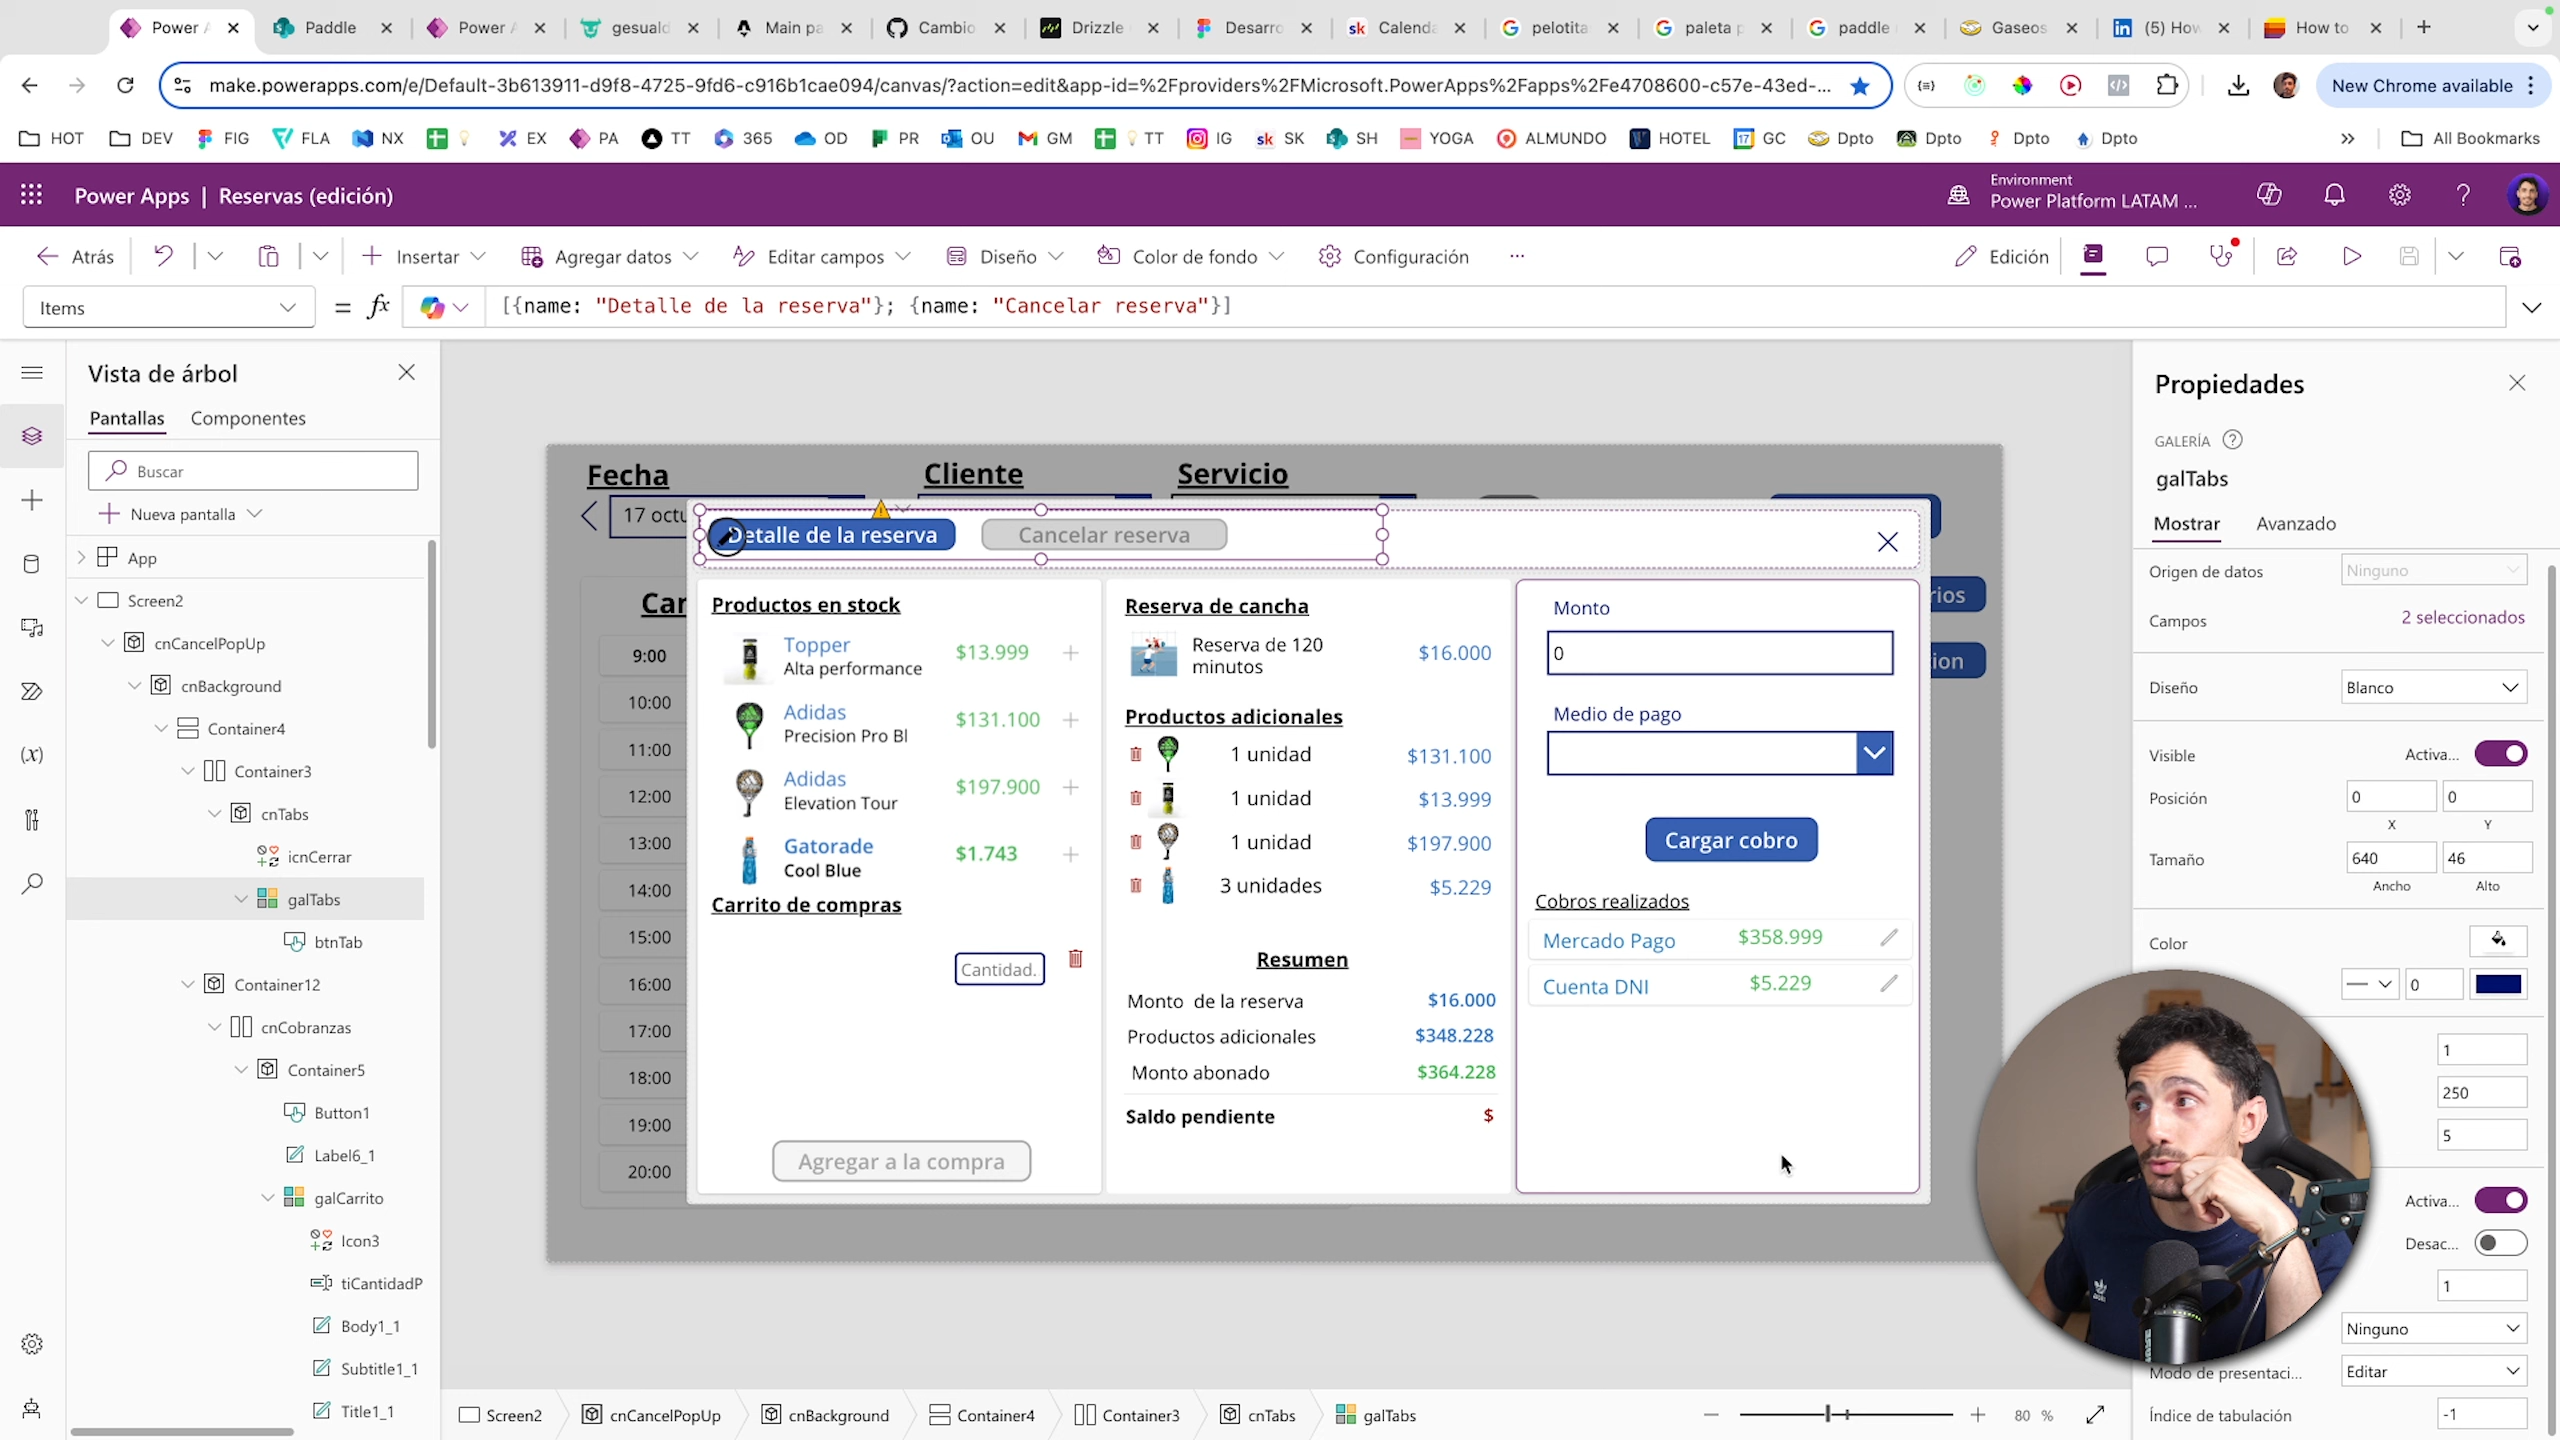 Power A
Paddle
Power A
gesuald
Main pa
Cambio
Drizzle
Desarro
Calenda
pelotita
paleta p
paddle
Gaseos
(5) How
How to
make.powerapps.com/e/Default-3b613911-d9f8-4725-9fd6-c916b1cae094/canvas/?action=edit&app-id=%2Fproviders%2FMicrosoft.PowerApps%2Fapps%2Fe4708600-c57e-43ed-...
New Chrome available
HOT
DEV
FIG
FLA
NX
EX
PA
TT
365
OD
PR
OU
GM
TT
IG
SK
SH
YOGA
ALMUNDO
HOTEL
GC
Dpto
Dpto
Dpto
Dpto
All Bookmarks
Power Apps | Reservas (edición)
Environment
Power Platform LATAM ...
Atrás
Insertar
Agregar datos
Editar campos
Diseño
Color de fondo
Configuración
Edición
Items
= fx
[{name: "Detalle de la reserva"}; {name: "Cancelar reserva"}]
Vista de árbol
Pantallas
Componentes
Buscar
Nueva pantalla
App
Screen2
cnCancelPopUp
cnBackground
Container4
Container3
cnTabs
icnCerrar
galTabs
btnTab
Container12
cnCobranzas
Container5
Button1
Label6_1
galCarrito
Icon3
tiCantidadP
Body1_1
Subtitle1_1
Title1_1
Fecha
Cliente
Servicio
17 octu
Detalle de la reserva
Cancelar reserva
Can
rios
ion
9:00
10:00
11:00
12:00
13:00
14:00
15:00
16:00
17:00
18:00
19:00
20:00
Productos en stock
Topper
Alta performance
$13.999
Adidas
Precision Pro Bl
$131.100
Adidas
Elevation Tour
$197.900
Gatorade
Cool Blue
$1.743
Carrito de compras
Cantidad.
Agregar a la compra
Reserva de cancha
Reserva de 120
minutos
$16.000
Productos adicionales
1 unidad
$131.100
1 unidad
$13.999
1 unidad
$197.900
3 unidades
$5.229
Resumen
Monto de la reserva
$16.000
Productos adicionales
$348.228
Monto abonado
$364.228
Saldo pendiente
$
Monto
0
Medio de pago
Cargar cobro
Cobros realizados
Mercado Pago
$358.999
Cuenta DNI
$5.229
Propiedades
GALERÍA
galTabs
Mostrar
Avanzado
Origen de datos
Ninguno
Campos
2 seleccionados
Diseño
Blanco
Visible
Activa...
Posición
0
0
X
Y
Tamaño
640
46
Ancho
Alto
Color
0
1
250
5
Activa...
Desac...
1
Ninguno
Modo de presentaci...
Editar
Índice de tabulación
-1
Screen2
cnCancelPopUp
cnBackground
Container4
Container3
cnTabs
galTabs
80 %